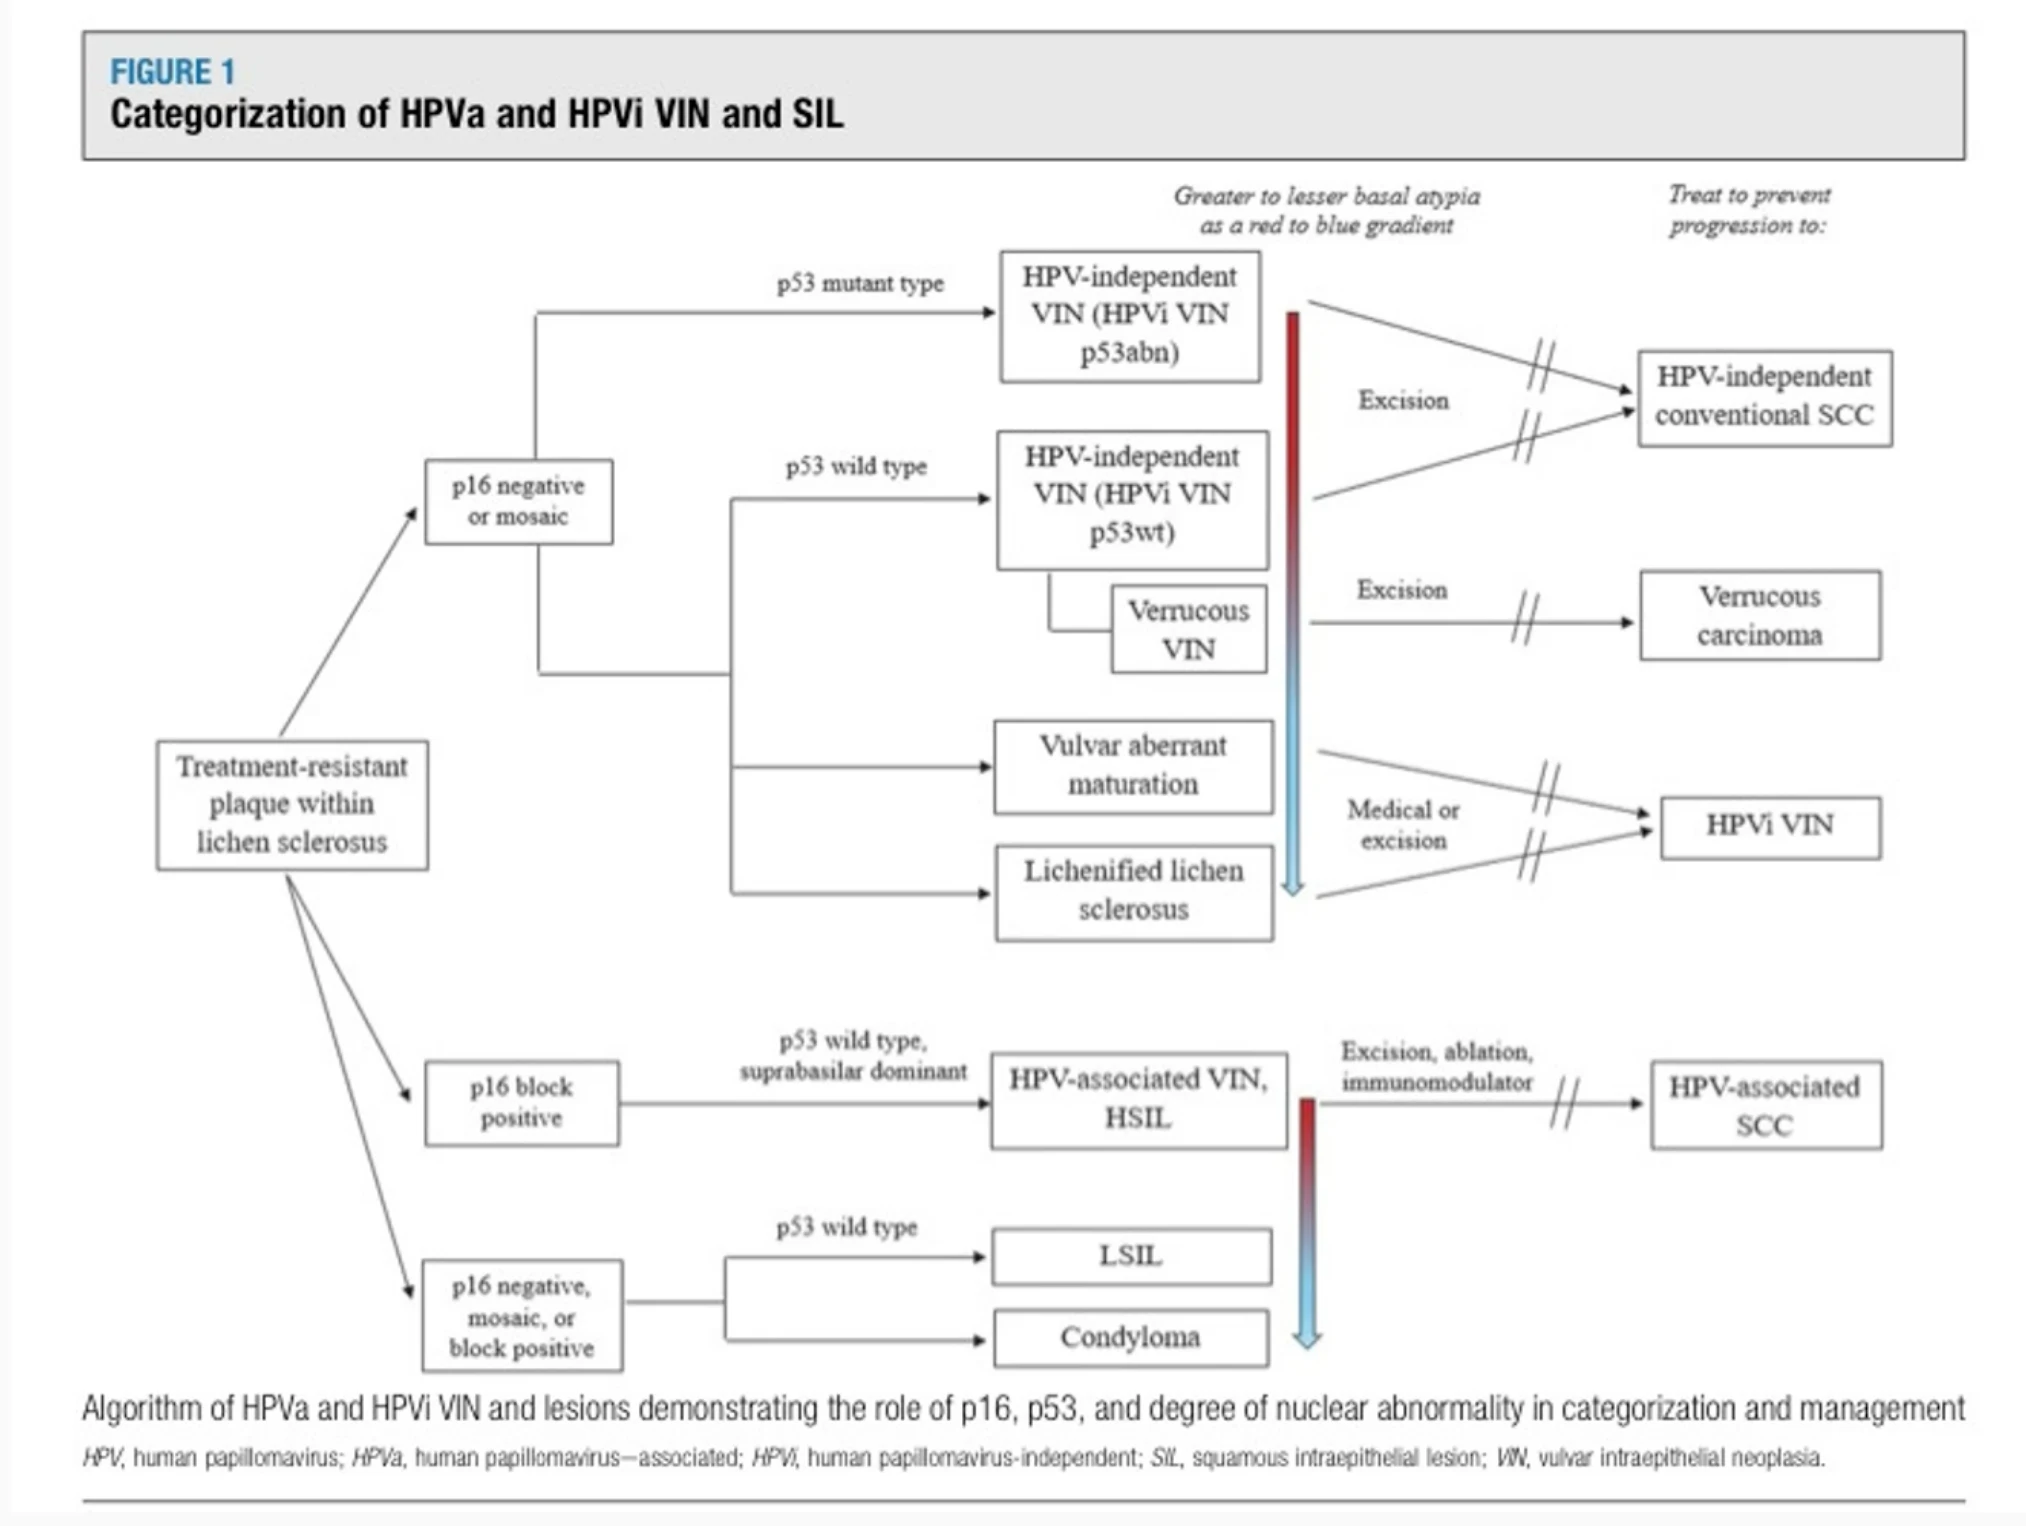 FIGURE 1
Categorization of HPVa and HPVi VIN and SIL
Greater to lesser basal atypia
as a red to blue gradient
Treat to prevent
progression to:
p53 mutant type
HPV-independent
VIN (HPVi VIN
p53abn)
Excision
HPV-independent
conventional SCC
p16 negative
or mosaic
p53 wild type
HPV-independent
VIN (HPVi VIN
p53wt)
Verrucous
VIN
Excision
Verrucous
carcinoma
Treatment-resistant
plaque within
lichen sclerosus
Vulvar aberrant
maturation
Medical or
excision
HPVi VIN
Lichenified lichen
sclerosus
p16 block
positive
p53 wild type,
suprabasilar dominant
HPV-associated VIN,
HSIL
Excision, ablation,
immunomodulator
HPV-associated
SCC
p16 negative,
mosaic, or
block positive
p53 wild type
LSIL
Condyloma
Algorithm of HPVa and HPVi VIN and lesions demonstrating the role of p16, p53, and degree of nuclear abnormality in categorization and management
HPV, human papillomavirus; HPVa, human papillomavirus–associated; HPVi, human papillomavirus-independent; SIL, squamous intraepithelial lesion; VIN, vulvar intraepithelial neoplasia.